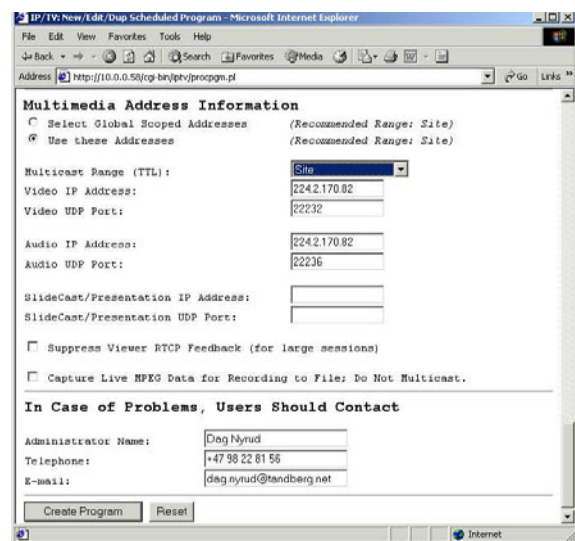 IP/TV: New/Edit/Dup Scheduled Program - Microsoft Internet Explorer
File Edit View Favorites Tools Help
Back Search Favorites Media
Address http://10.0.0.58/cgi-bin/iptv/procpgm.pl Go Links »
Multimedia Address Information
Select Global Scoped Addresses (Recommended Range: Site)
Use these Addresses (Recommended Range: Site)
Multicast Range (TTL): Site
Video IP Address: 224.2.170.82
Video UDP Port: 22232
Audio IP Address: 224.2.170.82
Audio UDP Port: 22236
SlideCast/Presentation IP Address:
SlideCast/Presentation UDP Port:
Suppress Viewer RTCP Feedback (for large sessions)
Capture Live MPEG Data for Recording to File; Do Not Multicast.
In Case of Problems, Users Should Contact
Administrator Name: Dag Nyrud
Telephone: +47 98 22 81 56
E-mail: dag.nyrud@tandberg.net
Create Program Reset
Internet